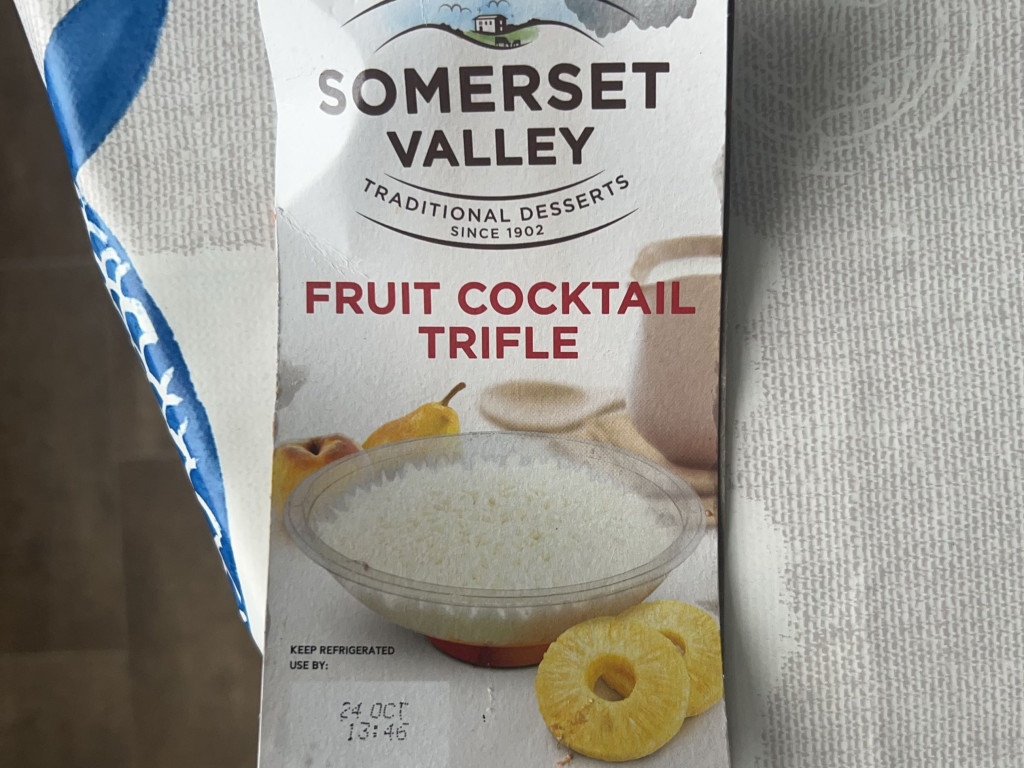 SOMERSET
VALLEY
TRADITIONAL DESSERTS
SINCE 1902
FRUIT COCKTAIL
TRIFLE
KEEP REFRIGERATED
USE BY:
24 OCT
13:46